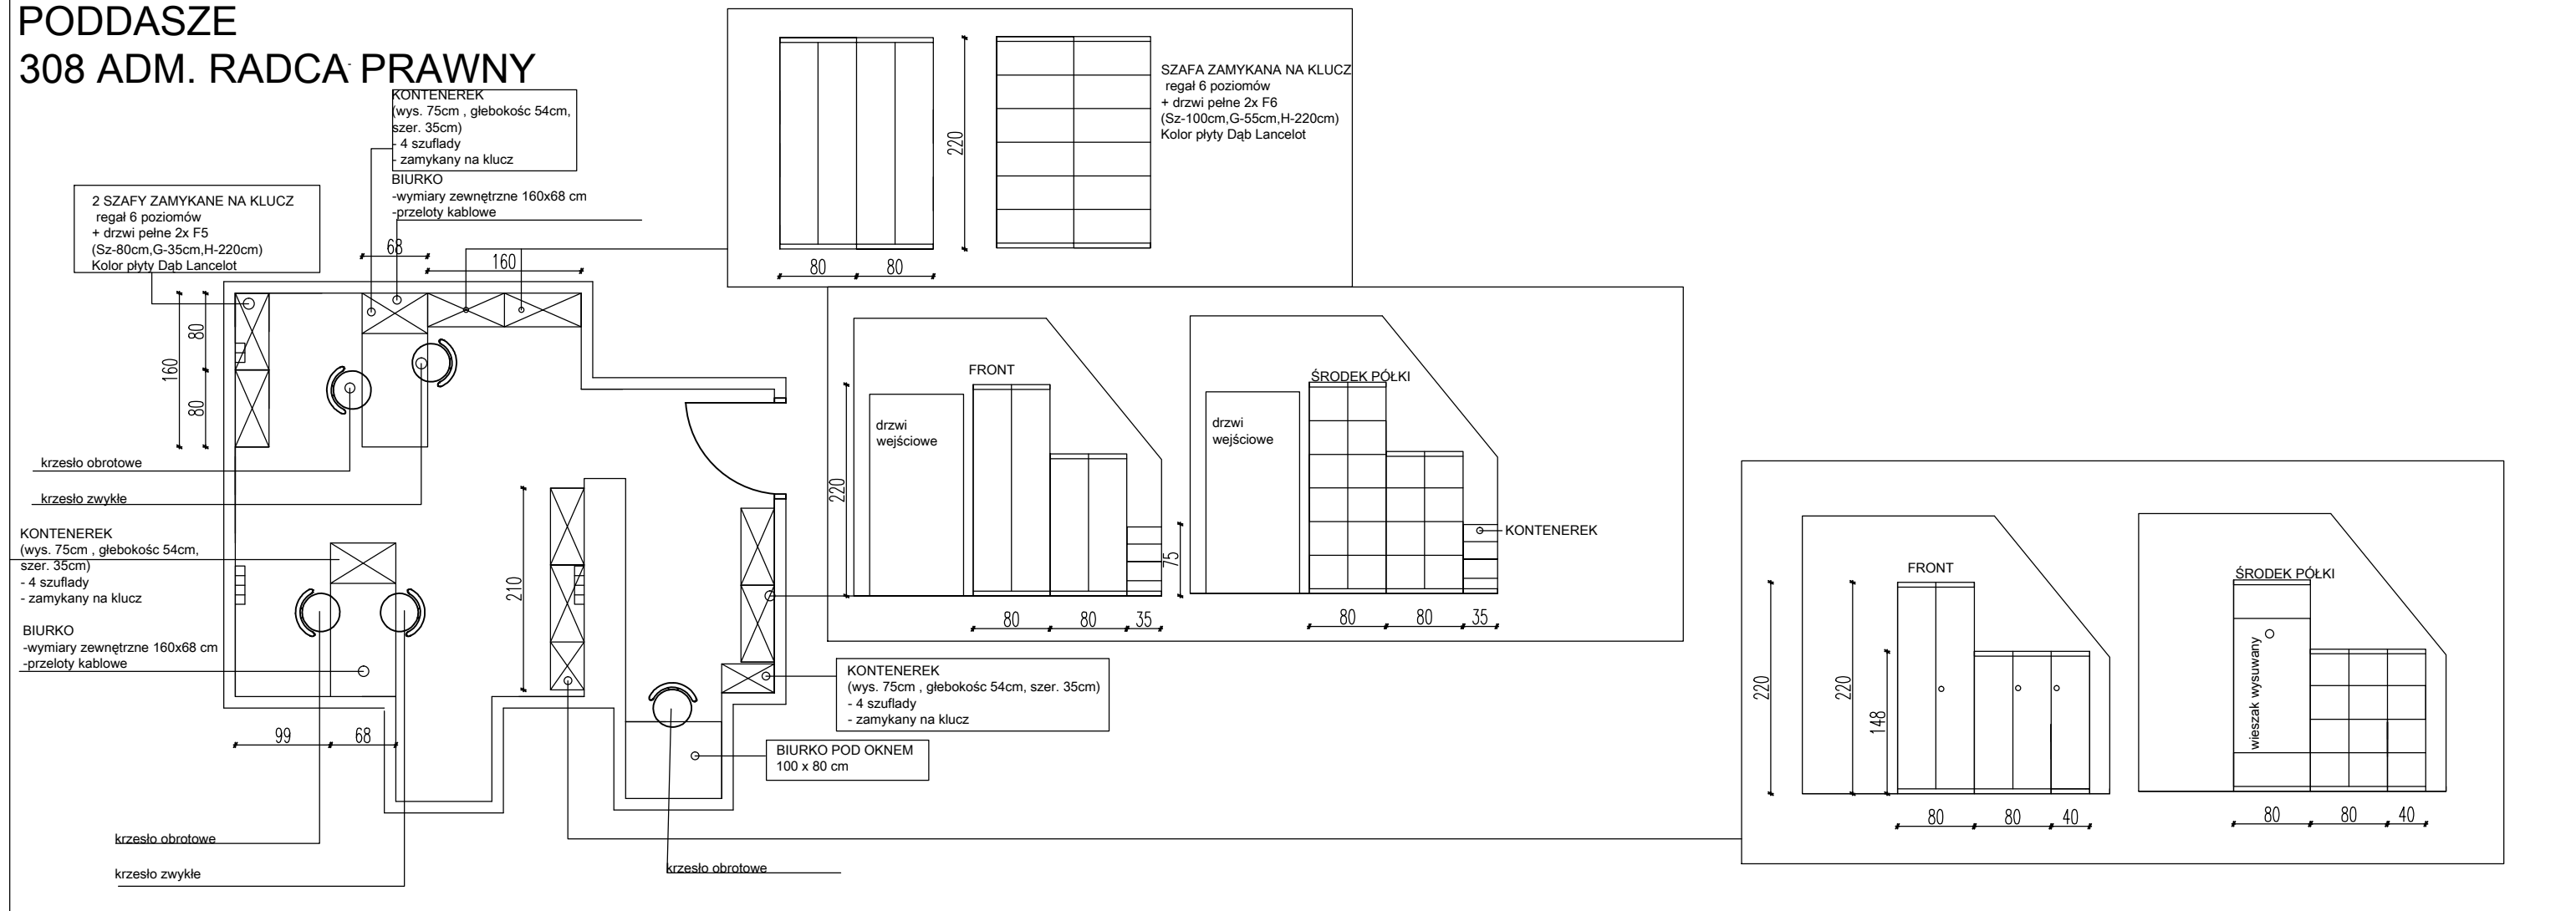 PODDASZE
308 ADM. RADCA PRAWNY
KONTENEREK
(wys. 75cm , głebokośc 54cm,
szer. 35cm)
- 4 szuflady
- zamykany na klucz
BIURKO
-wymiary zewnętrzne 160x68 cm
-przeloty kablowe
2 SZAFY ZAMYKANE NA KLUCZ
regał 6 poziomów
+ drzwi pełne 2x F5
(Sz-80cm,G-35cm,H-220cm)
Kolor płyty Dąb Lancelot
68
160
160
80
80
krzesło obrotowe
krzesło zwykłe
KONTENEREK
(wys. 75cm , głebokośc 54cm,
szer. 35cm)
- 4 szuflady
- zamykany na klucz
BIURKO
-wymiary zewnętrzne 160x68 cm
-przeloty kablowe
99
68
krzesło obrotowe
krzesło zwykłe
210
krzesło obrotowe
KONTENEREK
(wys. 75cm , głebokośc 54cm, szer. 35cm)
- 4 szuflady
- zamykany na klucz
BIURKO POD OKNEM
100 x 80 cm
80
80
220
SZAFA ZAMYKANA NA KLUCZ
regał 6 poziomów
+ drzwi pełne 2x F6
(Sz-100cm,G-55cm,H-220cm)
Kolor płyty Dąb Lancelot
FRONT
drzwi
wejściowe
220
75
80
80
35
ŚRODEK PÓŁKI
drzwi
wejściowe
KONTENEREK
80
80
35
FRONT
220
220
148
80
80
40
ŚRODEK PÓŁKI
wieszak wysuwany
80
80
40